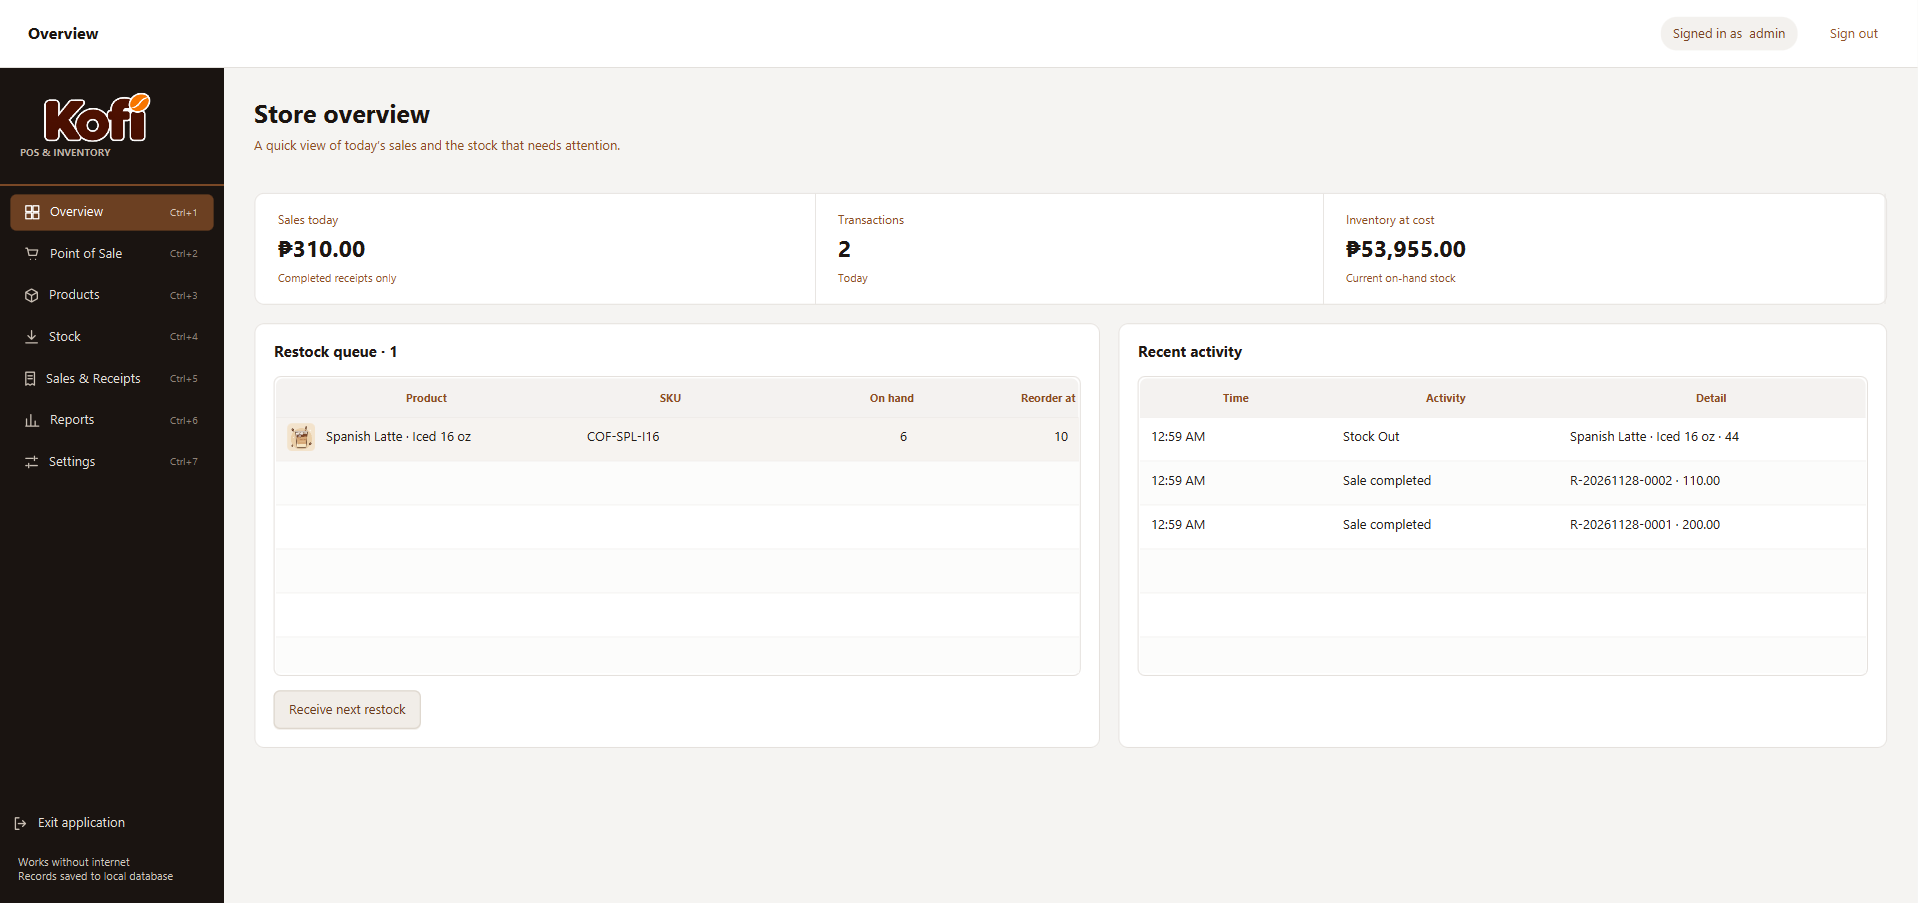 Overview
Signed in as admin
Sign out
Kofi
POS & INVENTORY
Overview Ctrl+1
Point of Sale Ctrl+2
Products Ctrl+3
Stock Ctrl+4
Sales & Receipts Ctrl+5
Reports Ctrl+6
Settings Ctrl+7
Exit application
Works without internet
Records saved to local database
Store overview
A quick view of today's sales and the stock that needs attention.
Sales today
₱310.00
Completed receipts only
Transactions
2
Today
Inventory at cost
₱53,955.00
Current on-hand stock
Restock queue · 1
Product SKU On hand Reorder at
Spanish Latte · Iced 16 oz COF-SPL-I16 6 10
Receive next restock
Recent activity
Time Activity Detail
12:59 AM Stock Out Spanish Latte · Iced 16 oz · 44
12:59 AM Sale completed R-20261128-0002 · 110.00
12:59 AM Sale completed R-20261128-0001 · 200.00